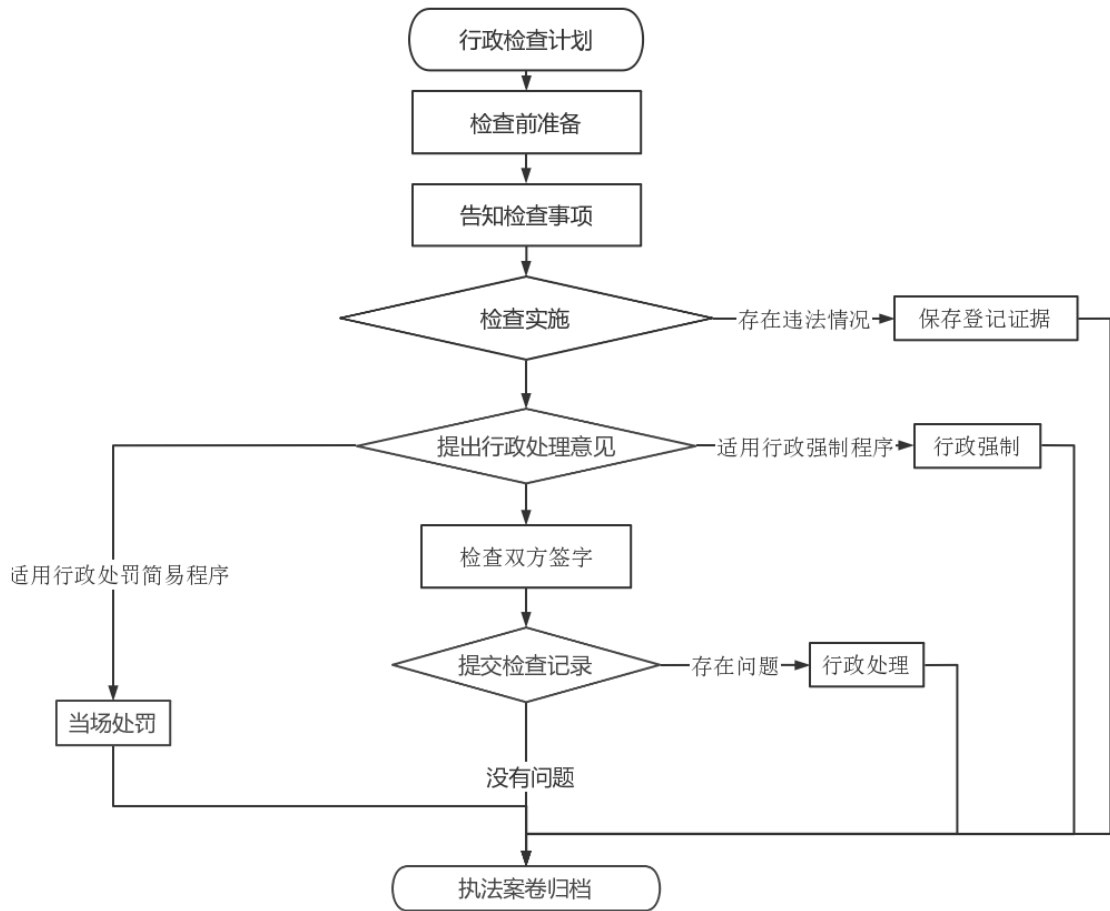 行政检查计划
检查前准备
告知检查事项
检查实施
存在违法情况
保存登记证据
提出行政处理意见
适用行政强制程序
行政强制
检查双方签字
适用行政处罚简易程序
提交检查记录
存在问题
行政处理
当场处罚
没有问题
执法案卷归档